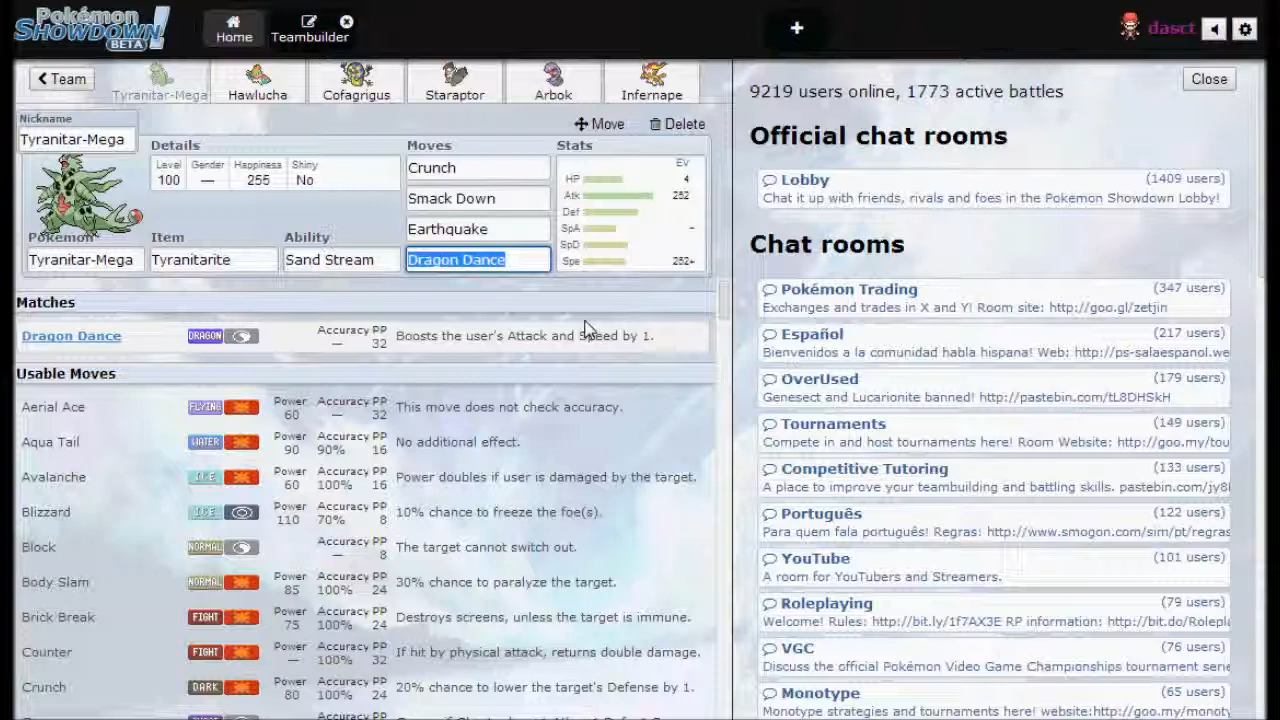 Pokémon
Showdown!
BETA
Home
Teambuilder
+
dasct
Team
Tyranitar-Mega
Hawlucha
Cofagrigus
Staraptor
Arbok
Infernape
Close
Move
Delete
Nickname
Tyranitar-Mega
Details
Level
100
Gender
—
Happiness
255
Shiny
No
Pokémon
Tyranitar-Mega
Item
Tyranitarite
Ability
Sand Stream
Moves
Crunch
Smack Down
Earthquake
Dragon Dance
Stats
EV
HP 4
Atk 252
Def
SpA -
SpD
Spe 252+
Matches
Dragon Dance DRAGON Accuracy — PP 32 Boosts the user's Attack and Speed by 1.
Usable Moves
Aerial Ace FLYING Power 60 Accuracy — PP 32 This move does not check accuracy.
Aqua Tail WATER Power 90 Accuracy 90% PP 16 No additional effect.
Avalanche ICE Power 60 Accuracy 100% PP 16 Power doubles if user is damaged by the target.
Blizzard ICE Power 110 Accuracy 70% PP 8 10% chance to freeze the foe(s).
Block NORMAL Accuracy — PP 8 The target cannot switch out.
Body Slam NORMAL Power 85 Accuracy 100% PP 24 30% chance to paralyze the target.
Brick Break FIGHT Power 75 Accuracy 100% PP 24 Destroys screens, unless the target is immune.
Counter FIGHT Power — Accuracy 100% PP 32 If hit by physical attack, returns double damage.
Crunch DARK Power 80 Accuracy 100% PP 24 20% chance to lower the target's Defense by 1.
Power Accuracy PP
9219 users online, 1773 active battles
Official chat rooms
Lobby (1409 users)
Chat it up with friends, rivals and foes in the Pokemon Showdown Lobby!
Chat rooms
Pokémon Trading (347 users)
Exchanges and trades in X and Y! Room site: http://goo.gl/zetjin
Español (217 users)
Bienvenidos a la comunidad habla hispana! Web: http://ps-salaespanol.we
OverUsed (179 users)
Genesect and Lucarionite banned! http://pastebin.com/tL8DHSkH
Tournaments (149 users)
Compete in and host tournaments here! Room Website: http://goo.my/tou
Competitive Tutoring (133 users)
A place to improve your teambuilding and battling skills. pastebin.com/jy8
Português (122 users)
Para quem fala português! Regras: http://www.smogon.com/sim/pt/regras
YouTube (101 users)
A room for YouTubers and Streamers.
Roleplaying (79 users)
Welcome! Rules: http://bit.ly/1f7AX3E RP information: http://bit.do/Rolepl
VGC (76 users)
Discuss the official Pokémon Video Game Championships tournament
Monotype (65 users)
Monotype strategies and tournaments here! website:http://goo.my/monoty